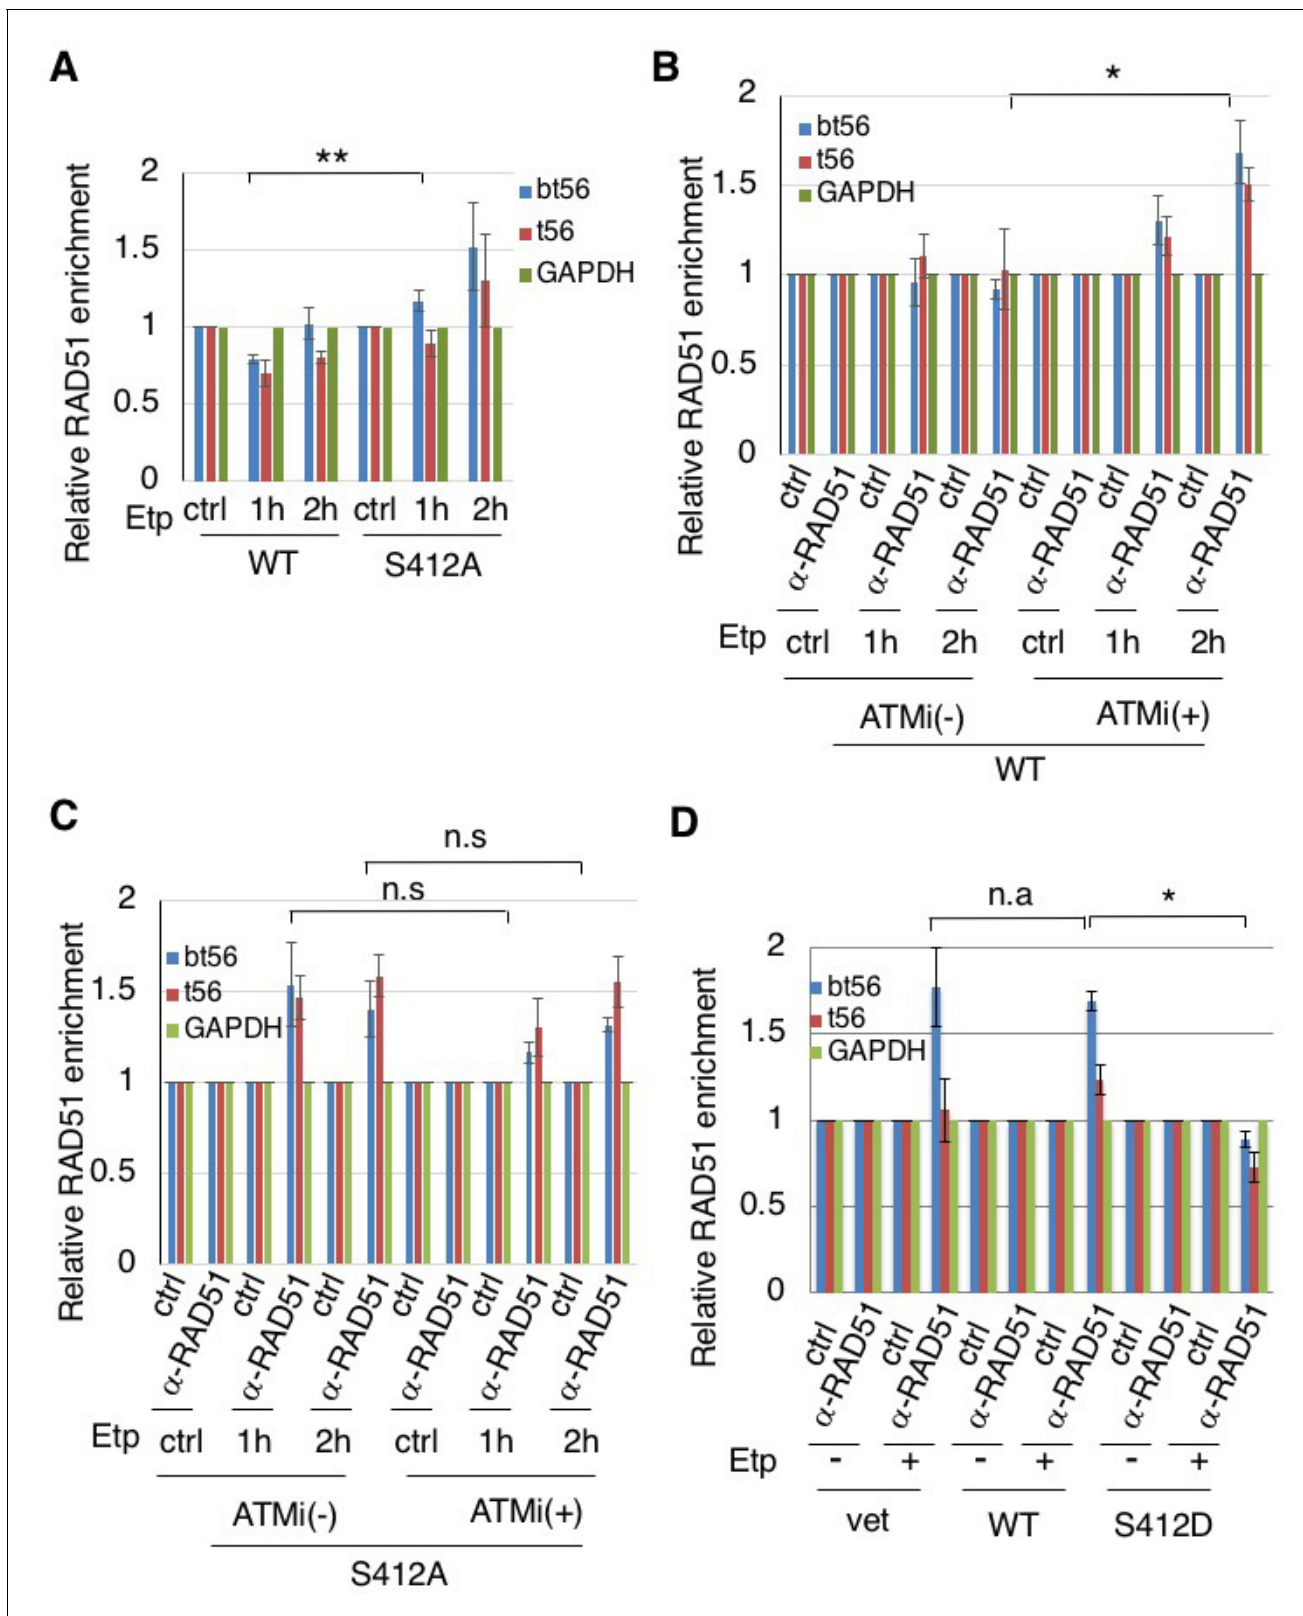 A
Relative RAD51 enrichment
2
1.5
1
0.5
0
**
bt56
t56
GAPDH
Etp ctrl 1h 2h ctrl 1h 2h
WT S412A
B
Relative RAD51 enrichment
2
1.5
1
0.5
0
*
bt56
t56
GAPDH
ctrl α-RAD51 ctrl α-RAD51 ctrl α-RAD51 ctrl α-RAD51 ctrl α-RAD51 ctrl α-RAD51
Etp ctrl 1h 2h ctrl 1h 2h
ATMi(-) ATMi(+)
WT
C
n.s
n.s
Relative RAD51 enrichment
2
1.5
1
0.5
0
bt56
t56
GAPDH
ctrl α-RAD51 ctrl α-RAD51 ctrl α-RAD51 ctrl α-RAD51 ctrl α-RAD51 ctrl α-RAD51
Etp ctrl 1h 2h ctrl 1h 2h
ATMi(-) ATMi(+)
S412A
D
n.a *
Relative RAD51 enrichment
2
1.5
1
0.5
0
bt56
t56
GAPDH
ctrl α-RAD51 ctrl α-RAD51 ctrl ctrl α-RAD51 ctrl α-RAD51 ctrl α-RAD51
Etp - + - + - +
vet WT S412D